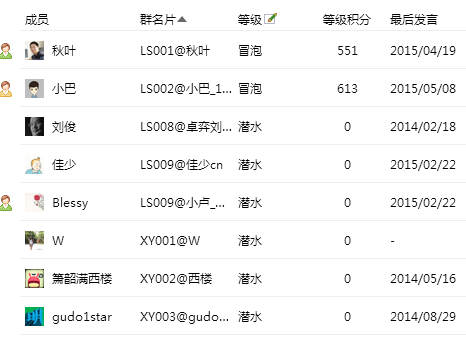 成员 群名片 等级 等级积分 最后发言
秋叶 LS001@秋叶 冒泡 551 2015/04/19
小巴 LS002@小巴_1... 冒泡 613 2015/05/08
刘俊 LS008@卓弈刘... 潜水 0 2014/02/18
佳少 LS009@佳少cn 潜水 0 2015/02/22
Blessy LS009@小卢_... 潜水 0 2015/02/22
W XY001@W 潜水 0 -
箫韶满西楼 XY002@西楼 潜水 0 2014/05/16
gudo1star XY003@gudo... 潜水 0 2014/08/29